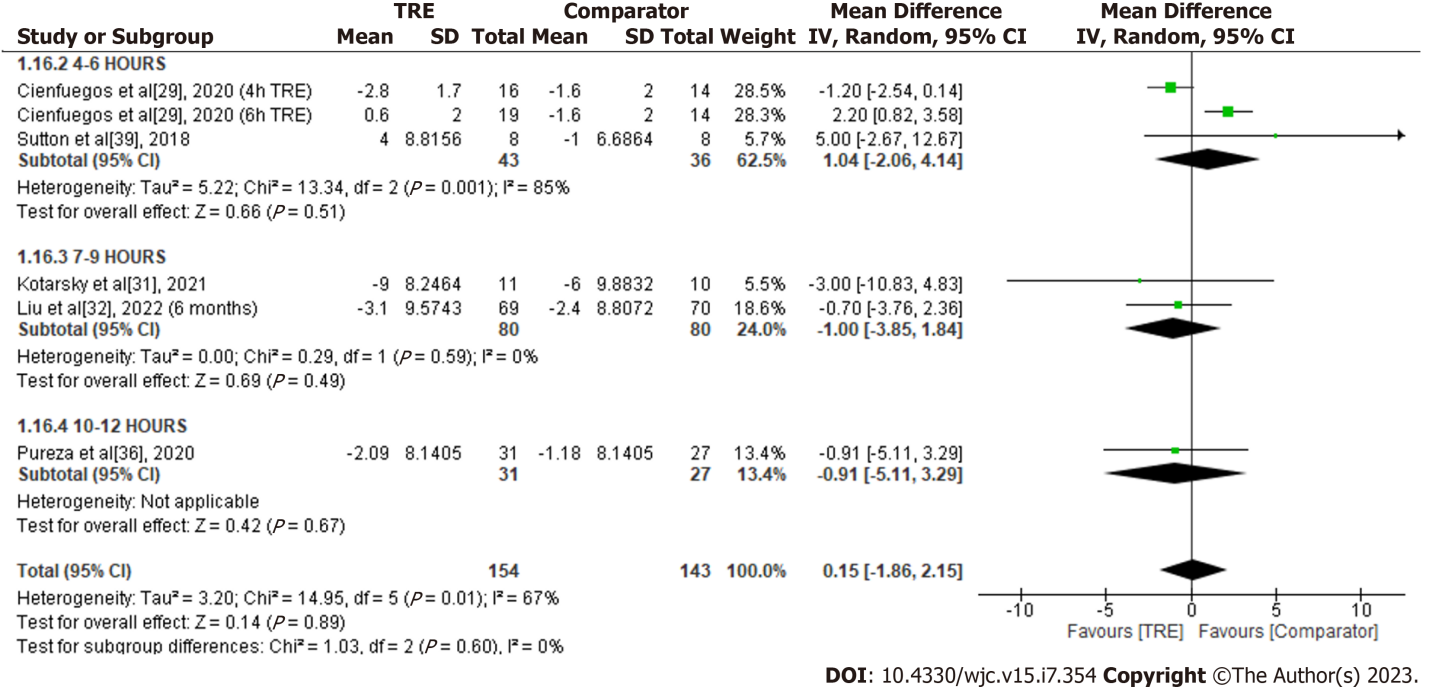 TRE Comparator Mean Difference Mean Difference
Study or Subgroup Mean SD Total Mean SD Total Weight IV, Random, 95% CI IV, Random, 95% CI
1.16.2 4-6 HOURS
Cienfuegos et al[29], 2020 (4h TRE) -2.8 1.7 16 -1.6 2 14 28.5% -1.20 [-2.54, 0.14]
Cienfuegos et al[29], 2020 (6h TRE) 0.6 2 19 -1.6 2 14 28.3% 2.20 [0.82, 3.58]
Sutton et al[39], 2018 4 8.8156 8 -1 6.6864 8 5.7% 5.00 [-2.67, 12.67]
Subtotal (95% CI) 43 36 62.5% 1.04 [-2.06, 4.14]
Heterogeneity: Tau² = 5.22; Chi² = 13.34, df = 2 (P = 0.001); I² = 85%
Test for overall effect: Z = 0.66 (P = 0.51)
1.16.3 7-9 HOURS
Kotarsky et al[31], 2021 -9 8.2464 11 -6 9.8832 10 5.5% -3.00 [-10.83, 4.83]
Liu et al[32], 2022 (6 months) -3.1 9.5743 69 -2.4 8.8072 70 18.6% -0.70 [-3.76, 2.36]
Subtotal (95% CI) 80 80 24.0% -1.00 [-3.85, 1.84]
Heterogeneity: Tau² = 0.00; Chi² = 0.29, df = 1 (P = 0.59); I² = 0%
Test for overall effect: Z = 0.69 (P = 0.49)
1.16.4 10-12 HOURS
Pureza et al[36], 2020 -2.09 8.1405 31 -1.18 8.1405 27 13.4% -0.91 [-5.11, 3.29]
Subtotal (95% CI) 31 27 13.4% -0.91 [-5.11, 3.29]
Heterogeneity: Not applicable
Test for overall effect: Z = 0.42 (P = 0.67)
Total (95% CI) 154 143 100.0% 0.15 [-1.86, 2.15]
Heterogeneity: Tau² = 3.20; Chi² = 14.95, df = 5 (P = 0.01); I² = 67%
Test for overall effect: Z = 0.14 (P = 0.89)
Test for subgroup differences: Chi² = 1.03, df = 2 (P = 0.60), I² = 0%
-10 -5 0 5 10
Favours [TRE] Favours [Comparator]
DOI: 10.4330/wjc.v15.i7.354 Copyright ©The Author(s) 2023.